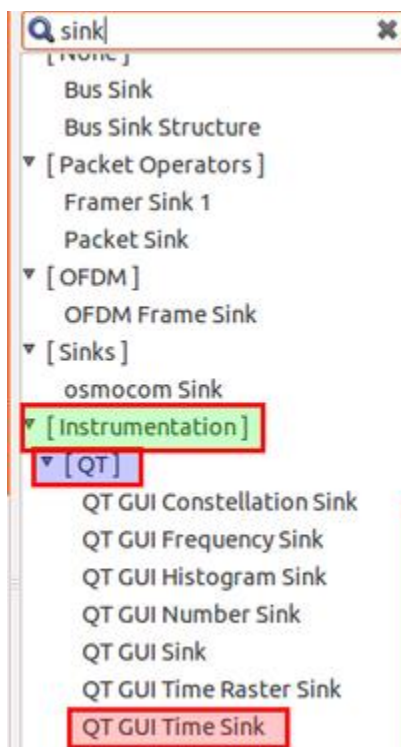 sink
[ None ]
Bus Sink
Bus Sink Structure
[ Packet Operators ]
Framer Sink 1
Packet Sink
[ OFDM ]
OFDM Frame Sink
[ Sinks ]
osmocom Sink
[ Instrumentation ]
[ QT ]
QT GUI Constellation Sink
QT GUI Frequency Sink
QT GUI Histogram Sink
QT GUI Number Sink
QT GUI Sink
QT GUI Time Raster Sink
QT GUI Time Sink